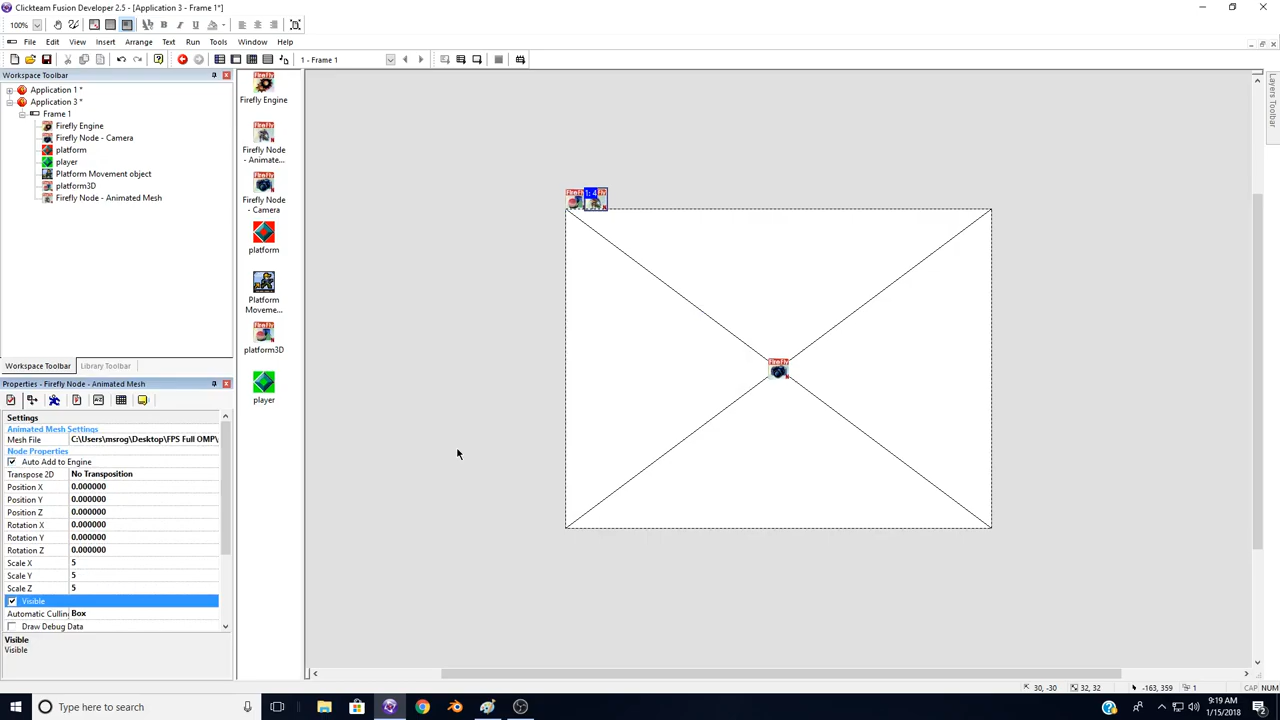 Clickteam Fusion Developer 2.5 - [Application 3 - Frame 1*]
100%
File Edit View Insert Arrange Text Run Tools Window Help
1 - Frame 1
Workspace Toolbar
Application 1 *
Application 3 *
Frame 1
Firefly Engine
Firefly Node - Camera
platform
player
Platform Movement object
platform3D
Firefly Node - Animated Mesh
Workspace Toolbar Library Toolbar
Firefly Engine
Firefly Node - Animate...
Firefly Node - Camera
platform
Platform Moveme...
platform3D
player
Properties - Firefly Node - Animated Mesh
Settings
Animated Mesh Settings
Mesh File C:\Users\msrog\Desktop\FPS Full OMP\
Node Properties
Auto Add to Engine
Transpose 2D No Transposition
Position X 0.000000
Position Y 0.000000
Position Z 0.000000
Rotation X 0.000000
Rotation Y 0.000000
Rotation Z 0.000000
Scale X 5
Scale Y 5
Scale Z 5
Visible
Automatic Cullin Box
Draw Debug Data
Visible
Visible
Layers Toolbar
30, -30 32, 32 -163, 359 1 CAP NUM
Type here to search
9:19 AM
1/15/2018